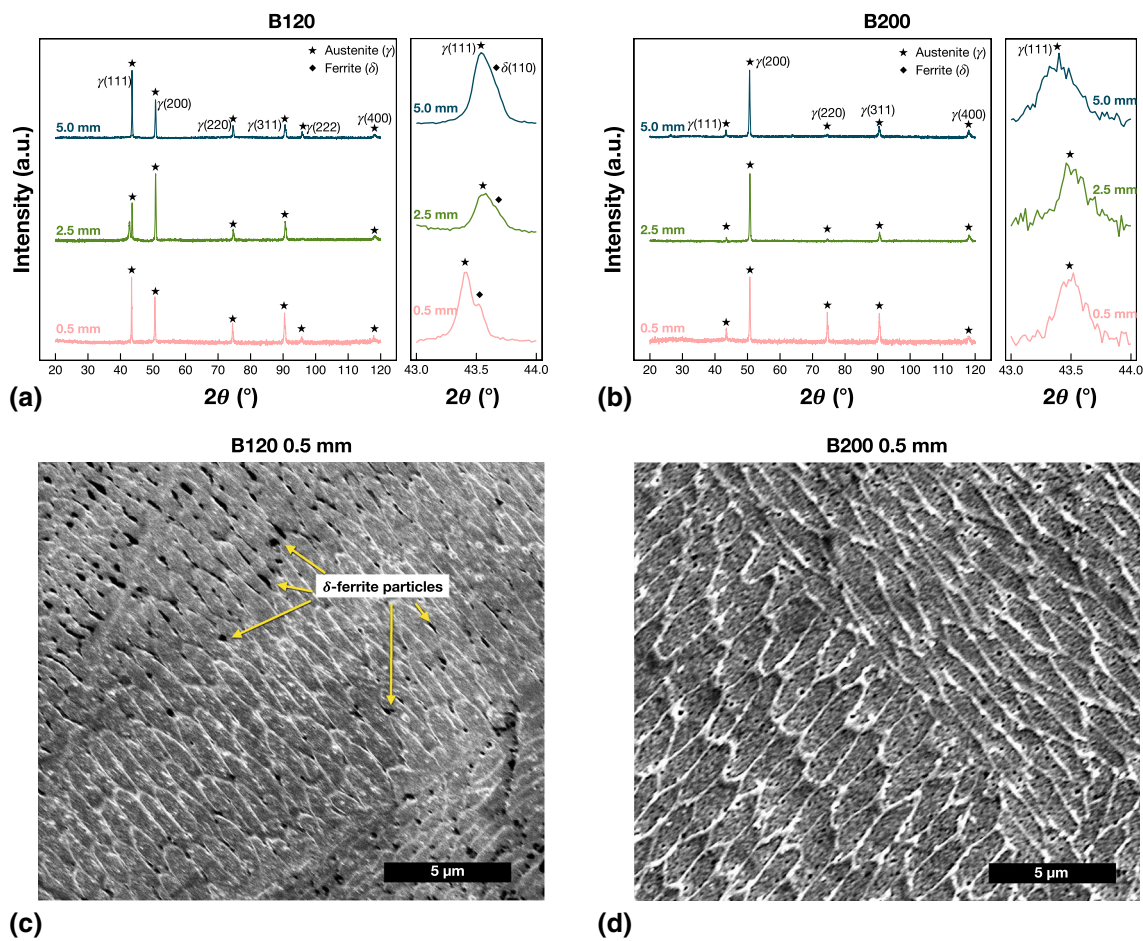 B120
★ Austenite (γ)
◆ Ferrite (δ)
γ(111)
γ(200)
γ(220)
γ(311)
γ(222)
γ(400)
5.0 mm
2.5 mm
0.5 mm
Intensity (a.u.)
20 30 40 50 60 70 80 90 100 110 120
2θ (°)
γ(111)
δ(110)
5.0 mm
2.5 mm
0.5 mm
43.0 43.5 44.0
2θ (°)
(a)
B200
★ Austenite (γ)
◆ Ferrite (δ)
γ(200)
γ(111)
γ(220)
γ(311)
γ(400)
5.0 mm
2.5 mm
0.5 mm
Intensity (a.u.)
20 30 40 50 60 70 80 90 100 110 120
2θ (°)
γ(111)
5.0 mm
2.5 mm
0.5 mm
43.0 43.5 44.0
2θ (°)
(b)
B120 0.5 mm
δ-ferrite particles
5 µm
(c)
B200 0.5 mm
5 µm
(d)